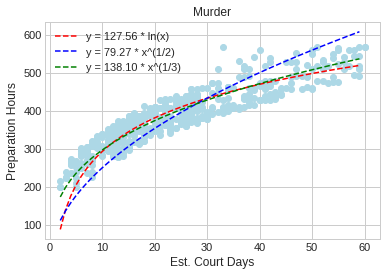 Murder
y = 127.56 * ln(x)
y = 79.27 * x^(1/2)
y = 138.10 * x^(1/3)
600
500
400
300
200
100
Preparation Hours
0 10 20 30 40 50 60
Est. Court Days